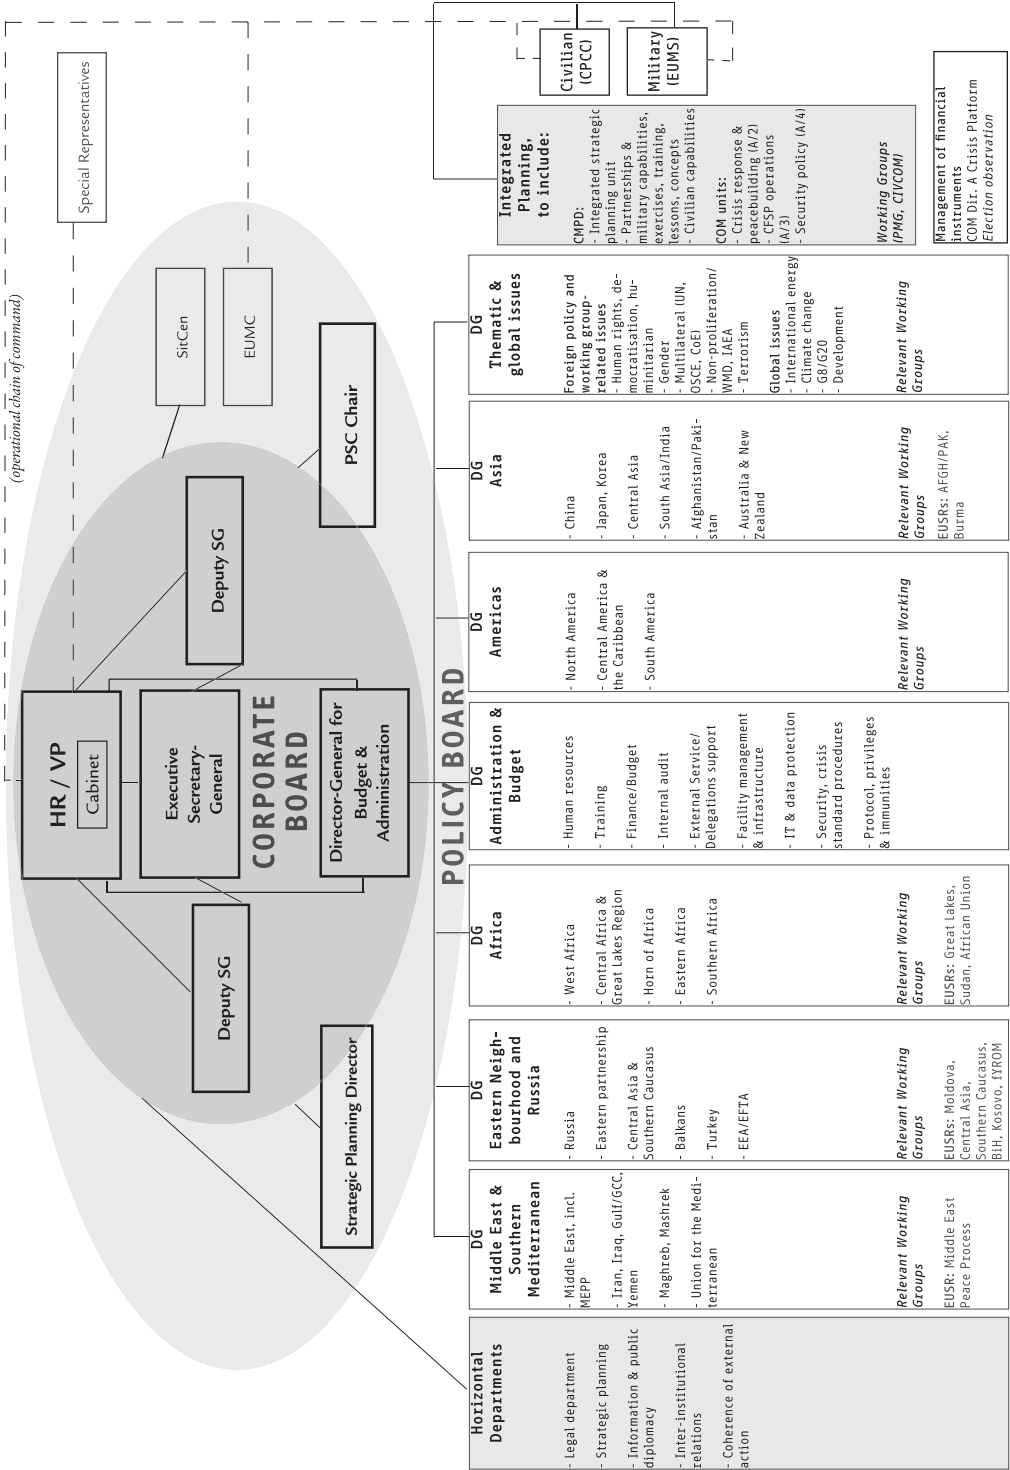 (operational chain of command)
Special Representatives
HR / VP
Cabinet
SitCen
EUMC
Deputy SG
Executive
Secretary-
General
Deputy SG
CORPORATE
BOARD
Strategic Planning Director
Director-General for
Budget &
Administration
PSC Chair
POLICY BOARD
Civilian
(CPCC)
Military
(EUMS)
Horizontal
Departments
- Legal department
- Strategic planning
- Information & public
diplomacy
- Inter-institutional
relations
- Coherence of external
action
DG
Middle East &
Southern
Mediterranean
- Middle East, incl.
MEPP
- Iran, Iraq, Gulf/GCC,
Yemen
- Maghreb, Mashrek
- Union for the Medi-
terranean
Relevant Working
Groups
EUSR: Middle East
Peace Process
DG
Eastern Neigh-
bourhood and
Russia
- Russia
- Eastern partnership
- Central Asia &
Southern Caucasus
- Balkans
- Turkey
- EEA/EFTA
Relevant Working
Groups
EUSRs: Moldova,
Central Asia,
Southern Caucasus,
BiH, Kosovo, fYROM
DG
Africa
- West Africa
- Central Africa &
Great Lakes Region
- Horn of Africa
- Eastern Africa
- Southern Africa
Relevant Working
Groups
EUSRs: Great Lakes,
Sudan, African Union
DG
Administration &
Budget
- Human resources
- Training
- Finance/Budget
- Internal audit
- External Service/
Delegations support
- Facility management
& infrastructure
- IT & data protection
- Security, crisis
standard procedures
- Protocol, privileges
& immunities
DG
Americas
- North America
- Central America &
the Caribbean
- South America
Relevant Working
Groups
DG
Asia
- China
- Japan, Korea
- Central Asia
- South Asia/India
- Afghanistan/Paki-
stan
- Australia & New
Zealand
Relevant Working
Groups
EUSRs: AFGH/PAK,
Burma
DG
Thematic &
global issues
Foreign policy and
working group-
related issues
- Human rights, de-
mocratisation, hu-
minitarian
- Gender
- Multilateral (UN,
OSCE, CoE)
- Non-proliferation/
WMD, IAEA
- Terrorism
Global issues
- International energy
- Climate change
- G8/G20
- Development
Relevant Working
Groups
Integrated
Planning,
to include:
CMPD:
- Integrated strategic
planning unit
- Partnerships &
military capabilities,
exercises, training,
lessons, concepts
- Civilian capabilities
COM units:
- Crisis response &
peacebuilding (A/2)
- CFSP operations
(A/3)
- Security policy (A/4)
Working Groups
(PMG, CIVCOM)
Management of financial
instruments
COM Dir. A Crisis Platform
Election observation